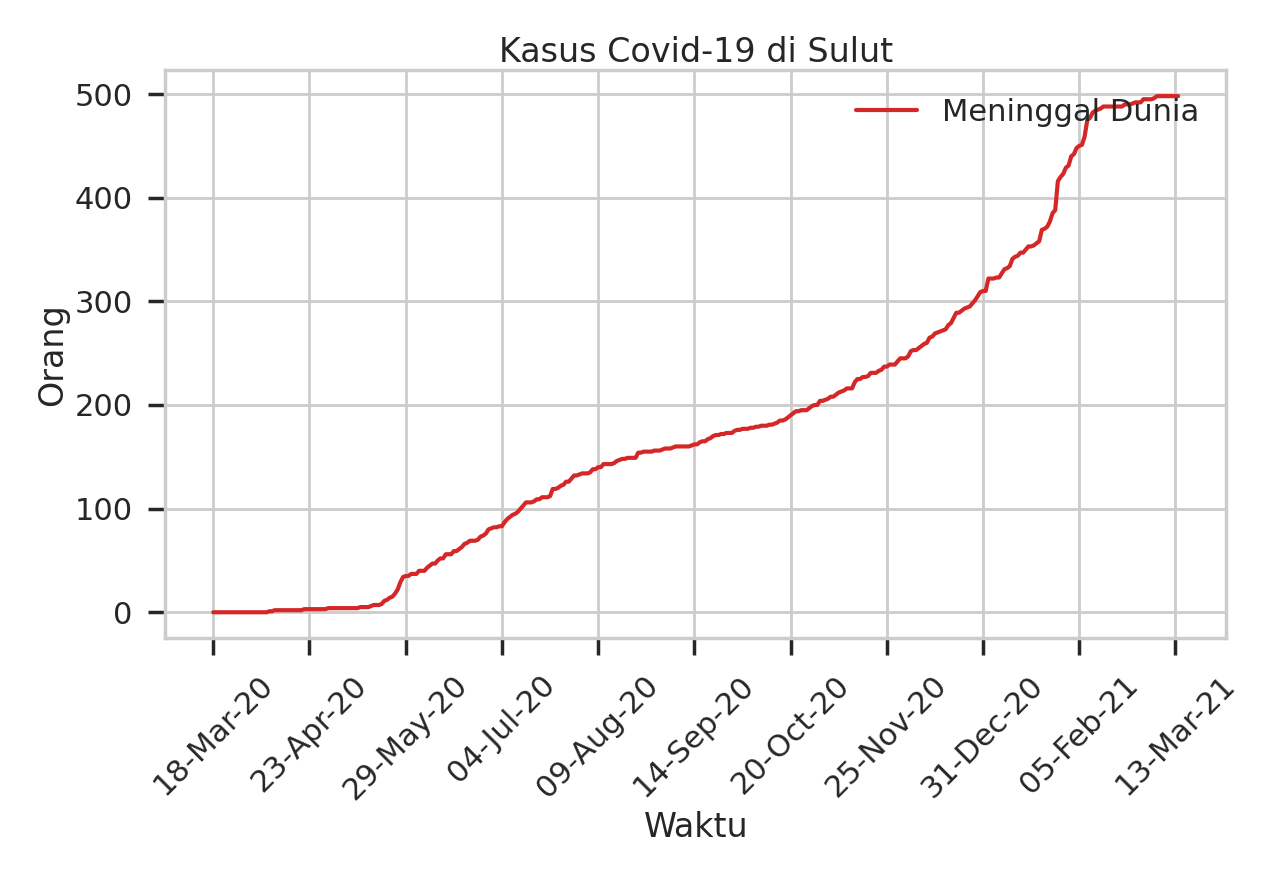 Kasus Covid-19 di Sulut
Meninggal Dunia
Orang
500
400
300
200
100
0
18-Mar-20
23-Apr-20
29-May-20
04-Jul-20
09-Aug-20
14-Sep-20
20-Oct-20
25-Nov-20
31-Dec-20
05-Feb-21
13-Mar-21
Waktu